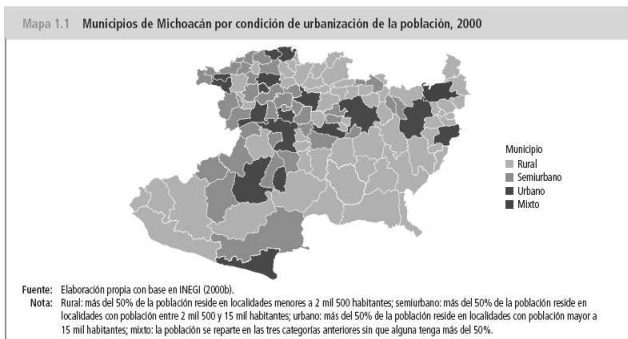 Mapa 1.1 Municipios de Michoacán por condición de urbanización de la población, 2000
Municipio
Rural
Semiurbano
Urbano
Mixto
Fuente: Elaboración propia con base en INEGI (2000b).
Nota: Rural: más del 50% de la población reside en localidades menores a 2 mil 500 habitantes; semiurbano: más del 50% de la población reside en
localidades con población entre 2 mil 500 y 15 mil habitantes; urbano: más del 50% de la población reside en localidades con población mayor a
15 mil habitantes; mixto: la población se reparte en las tres categorías anteriores sin que alguna tenga más del 50%.